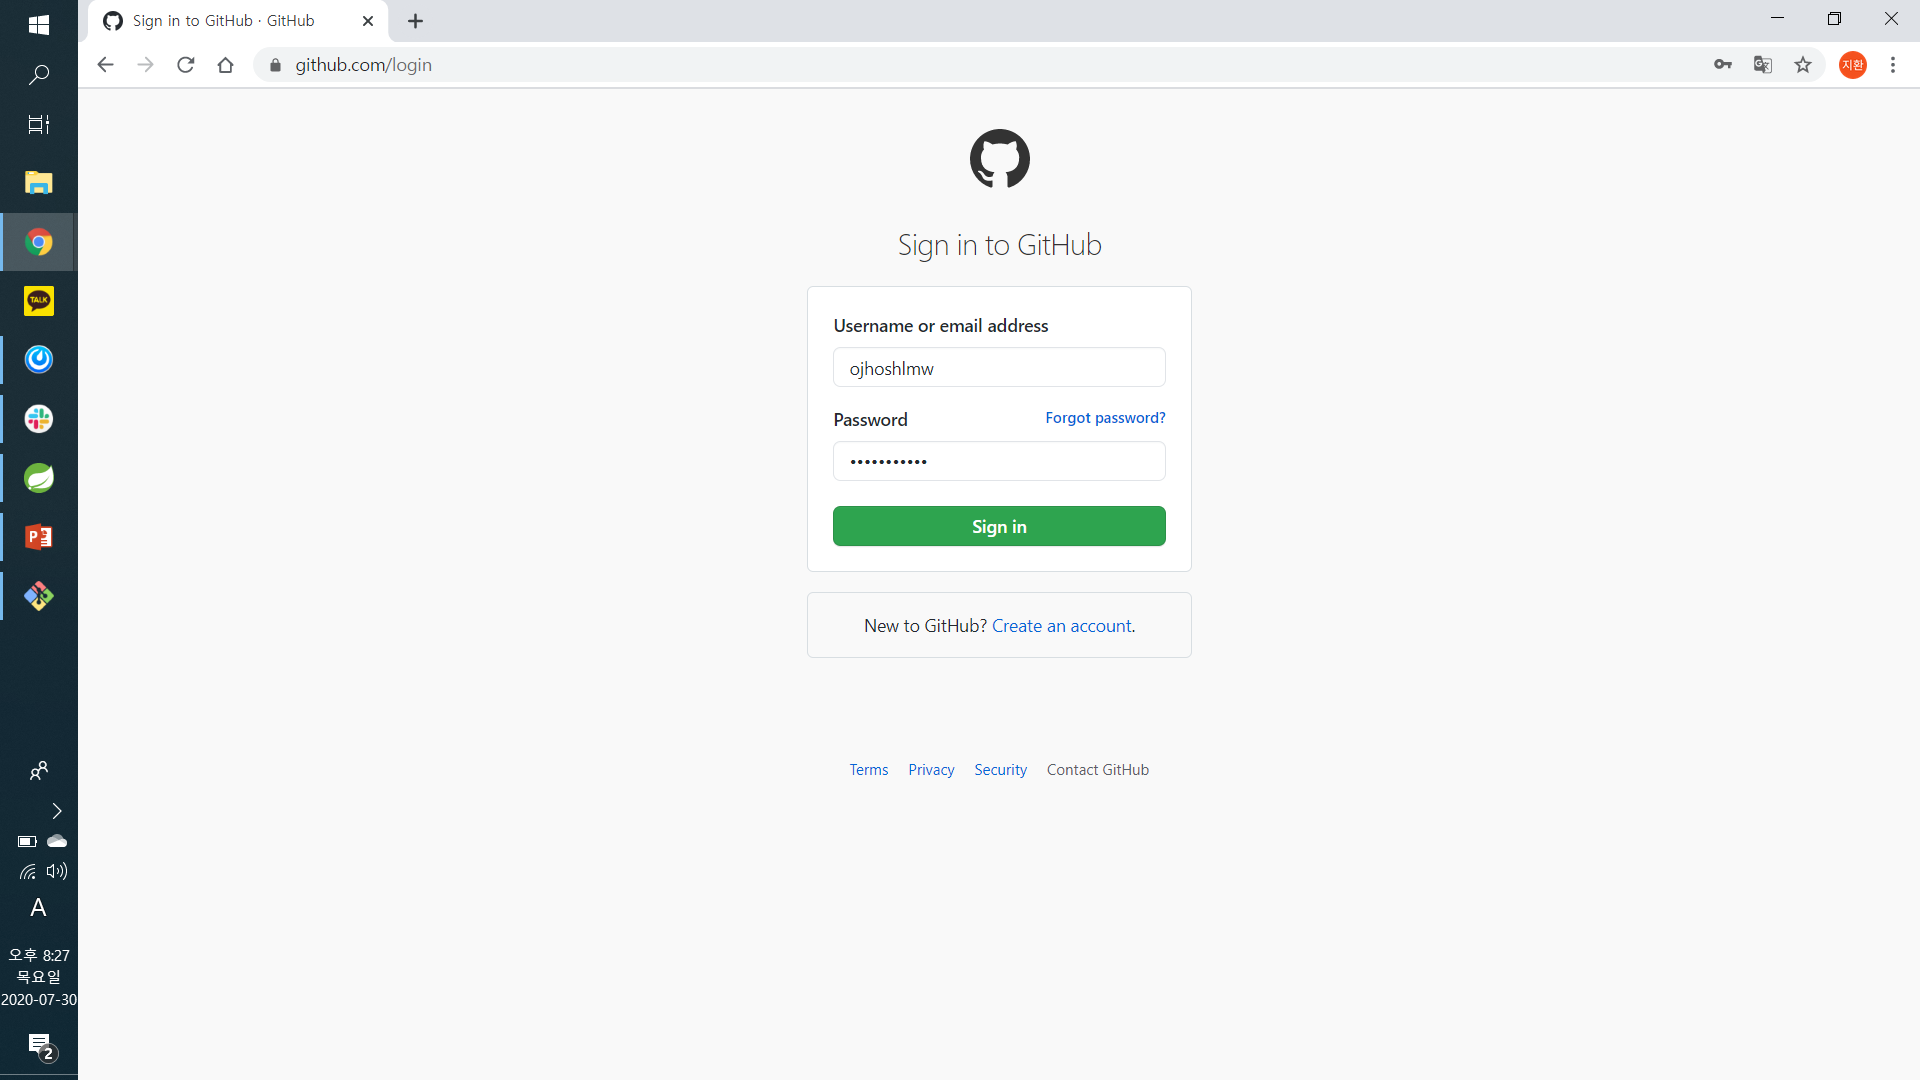 Sign in to GitHub · GitHub
github.com/login
지환
Sign in to GitHub
Username or email address
ojhoshlmw
Password
Forgot password?
•••••••••••
Sign in
New to GitHub? Create an account.
Terms Privacy Security Contact GitHub
TALK
A
오후 8:27
목요일
2020-07-30
2